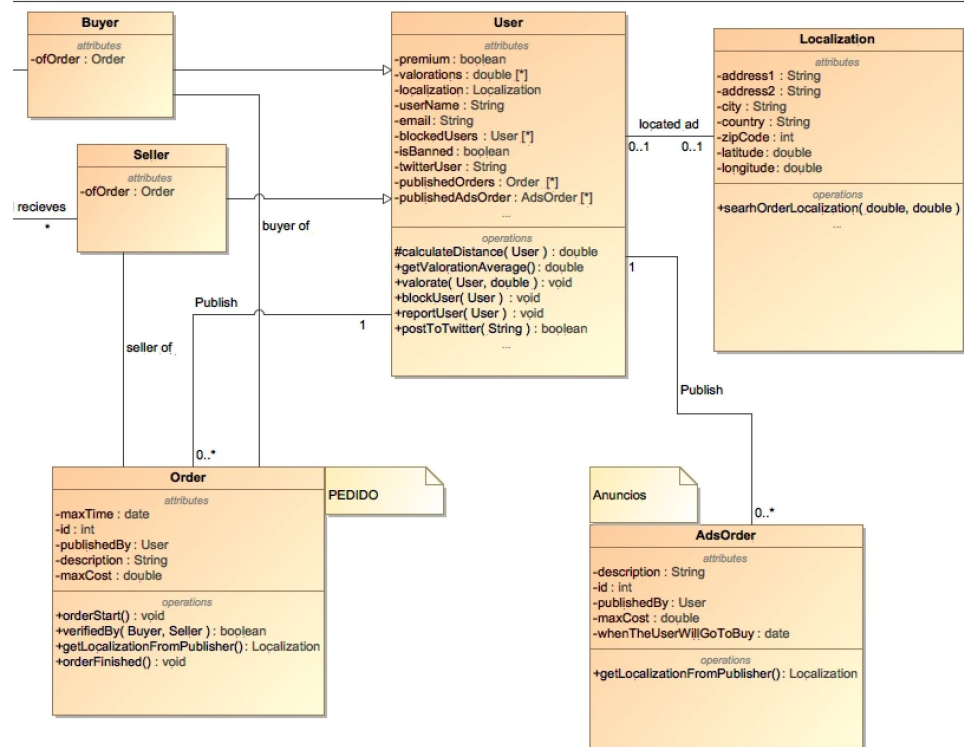 Buyer
attributes
-ofOrder : Order
Seller
attributes
-ofOrder : Order
l recieves
*
User
attributes
-premium : boolean
-valorations : double [*]
-localization : Localization
-userName : String
-email : String
-blockedUsers : User [*]
-isBanned : boolean
-twitterUser : String
-publishedOrders : Order [*]
-publishedAdsOrder : AdsOrder [*]
...
operations
#calculateDistance( User ) : double
+getValorationAverage() : double
+valorate( User, double ) : void
+blockUser( User ) : void
+reportUser( User ) : void
+postToTwitter( String ) : boolean
...
located ad
0..1
0..1
Localization
attributes
-address1 : String
-address2 : String
-city : String
-country : String
-zipCode : int
-latitude : double
-longitude : double
operations
+searhOrderLocalization( double, double )
...
buyer of
Publish
1
seller of
0..*
1
Publish
0..*
Order
attributes
-maxTime : date
-id : int
-publishedBy : User
-description : String
-maxCost : double
operations
+orderStart() : void
+verifiedBy( Buyer, Seller ) : boolean
+getLocalizationFromPublisher() : Localization
+orderFinished() : void
PEDIDO
Anuncios
AdsOrder
attributes
-description : String
-id : int
-publishedBy : User
-maxCost : double
-whenTheUserWillGoToBuy : date
operations
+getLocalizationFromPublisher() : Localization